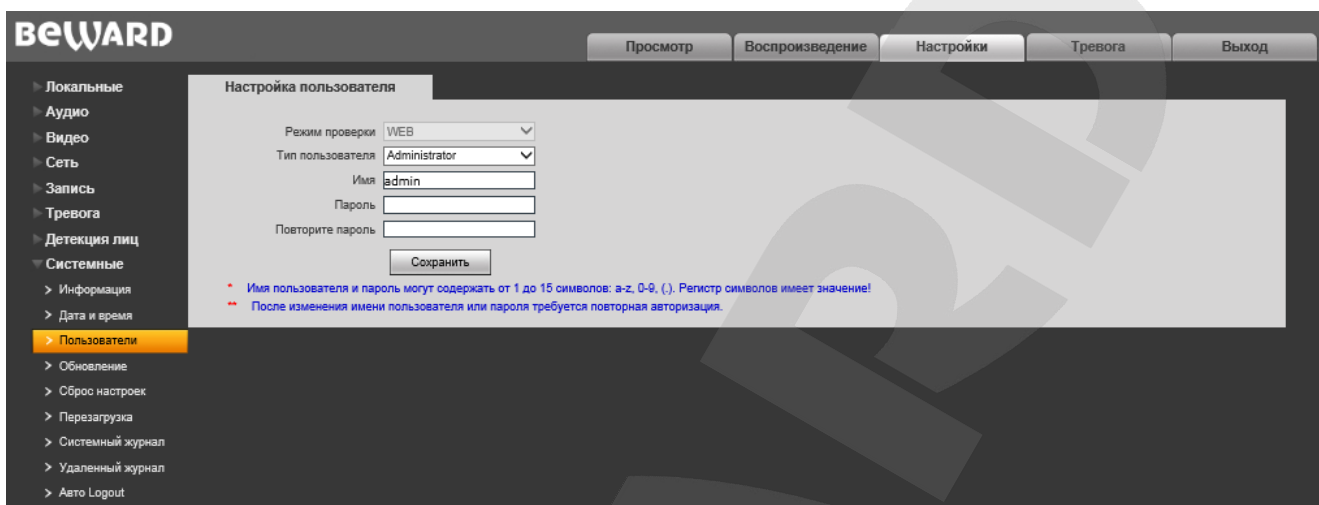 BEWARD
Просмотр Воспроизведение Настройки Тревога Выход
Локальные
Аудио
Видео
Сеть
Запись
Тревога
Детекция лиц
Системные
Информация
Дата и время
Пользователи
Обновление
Сброс настроек
Перезагрузка
Системный журнал
Удаленный журнал
Авто Logout
Настройка пользователя
Режим проверки WEB
Тип пользователя Administrator
Имя admin
Пароль
Повторите пароль
Сохранить
* Имя пользователя и пароль могут содержать от 1 до 15 символов: a-z, 0-9, (.). Регистр символов имеет значение!
** После изменения имени пользователя или пароля требуется повторная авторизация.